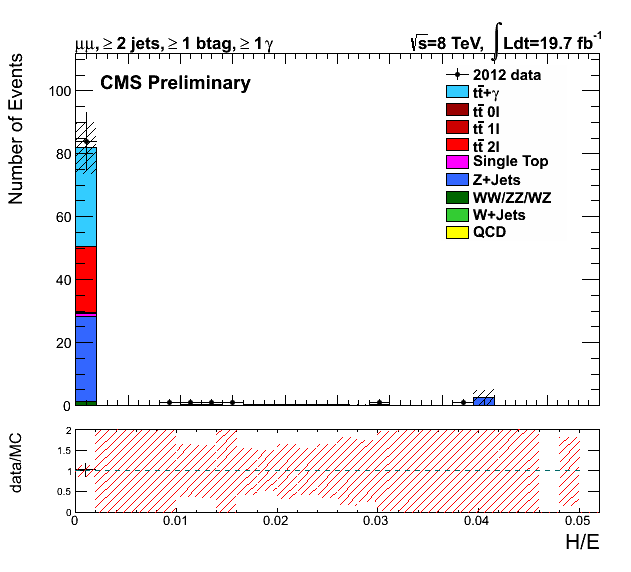 μμ, ≥ 2 jets, ≥ 1 btag, ≥ 1 γ
√s=8 TeV, ∫ Ldt=19.7 fb⁻¹
CMS Preliminary
2012 data
tt̄+γ
tt̄ 0l
tt̄ 1l
tt̄ 2l
Single Top
Z+Jets
WW/ZZ/WZ
W+Jets
QCD
Number of Events
100
80
60
40
20
0
data/MC
2
1.5
1
0.5
0
0 0.01 0.02 0.03 0.04 0.05
H/E